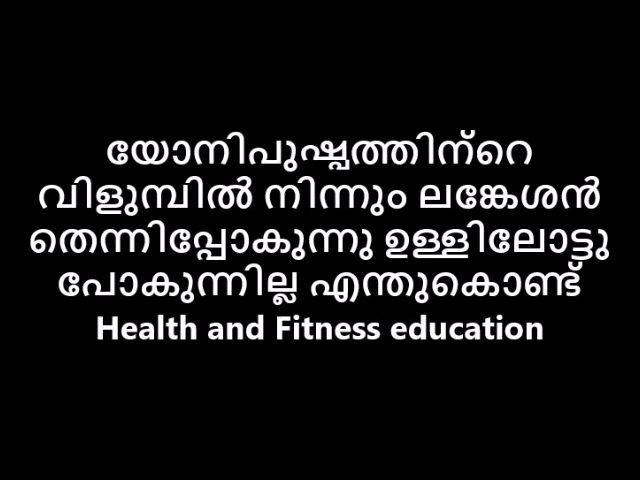 യോനിപുഷ്പത്തിന്റെ
വിളുമ്പിൽ നിന്നും ലങ്കേശൻ
തെന്നിപ്പോകുന്നു ഉള്ളിലോട്ടു
പോകുന്നില്ല എന്തുകൊണ്ട്
Health and Fitness education